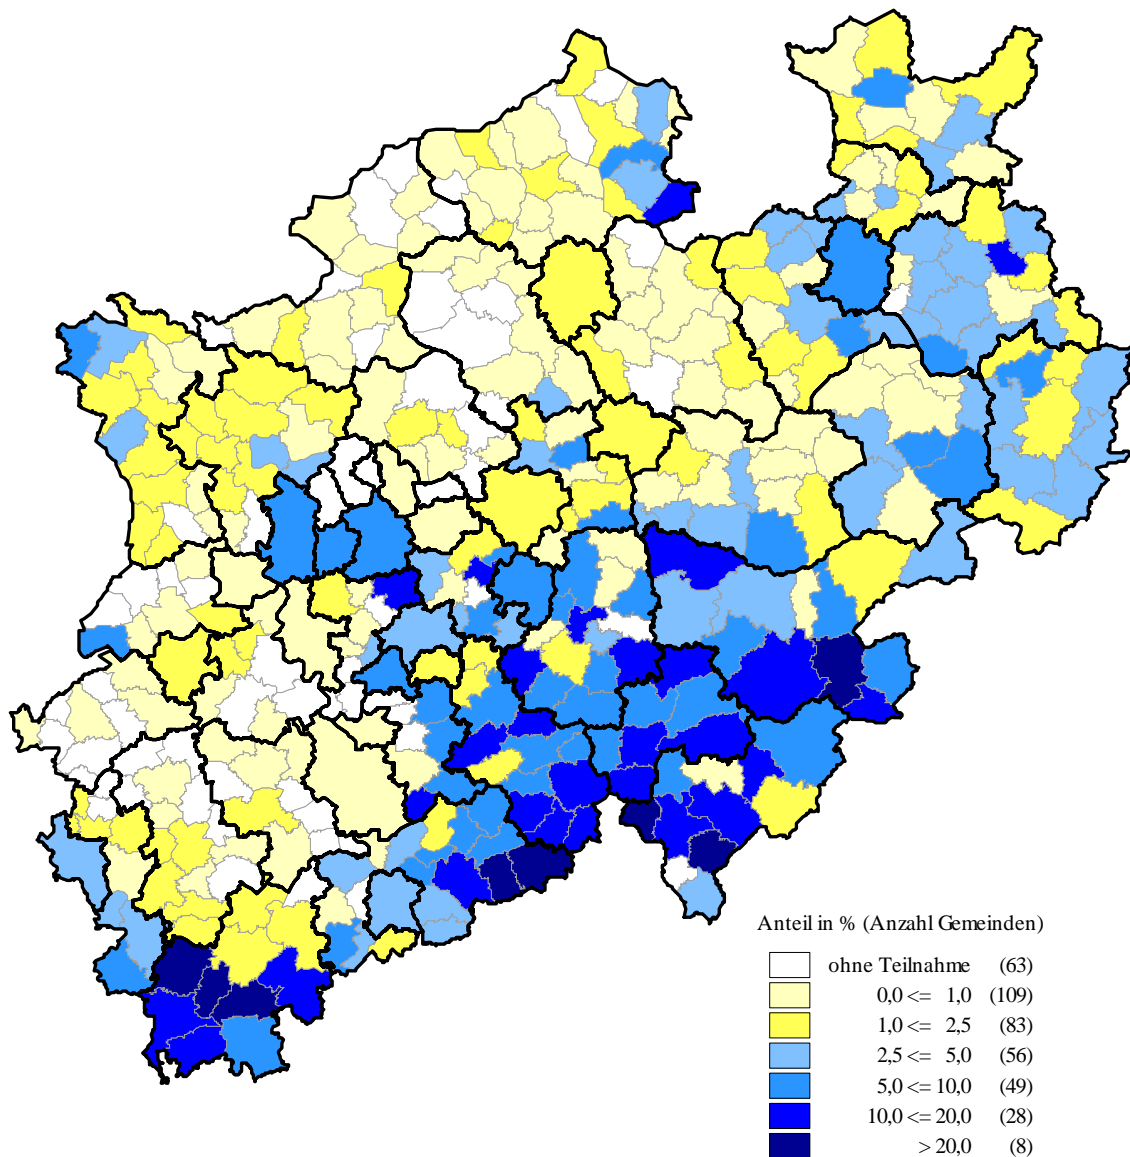 Anteil in % (Anzahl Gemeinden)
ohne Teilnahme (63)
0,0 <= 1,0 (109)
1,0 <= 2,5 (83)
2,5 <= 5,0 (56)
5,0 <= 10,0 (49)
10,0 <= 20,0 (28)
> 20,0 (8)